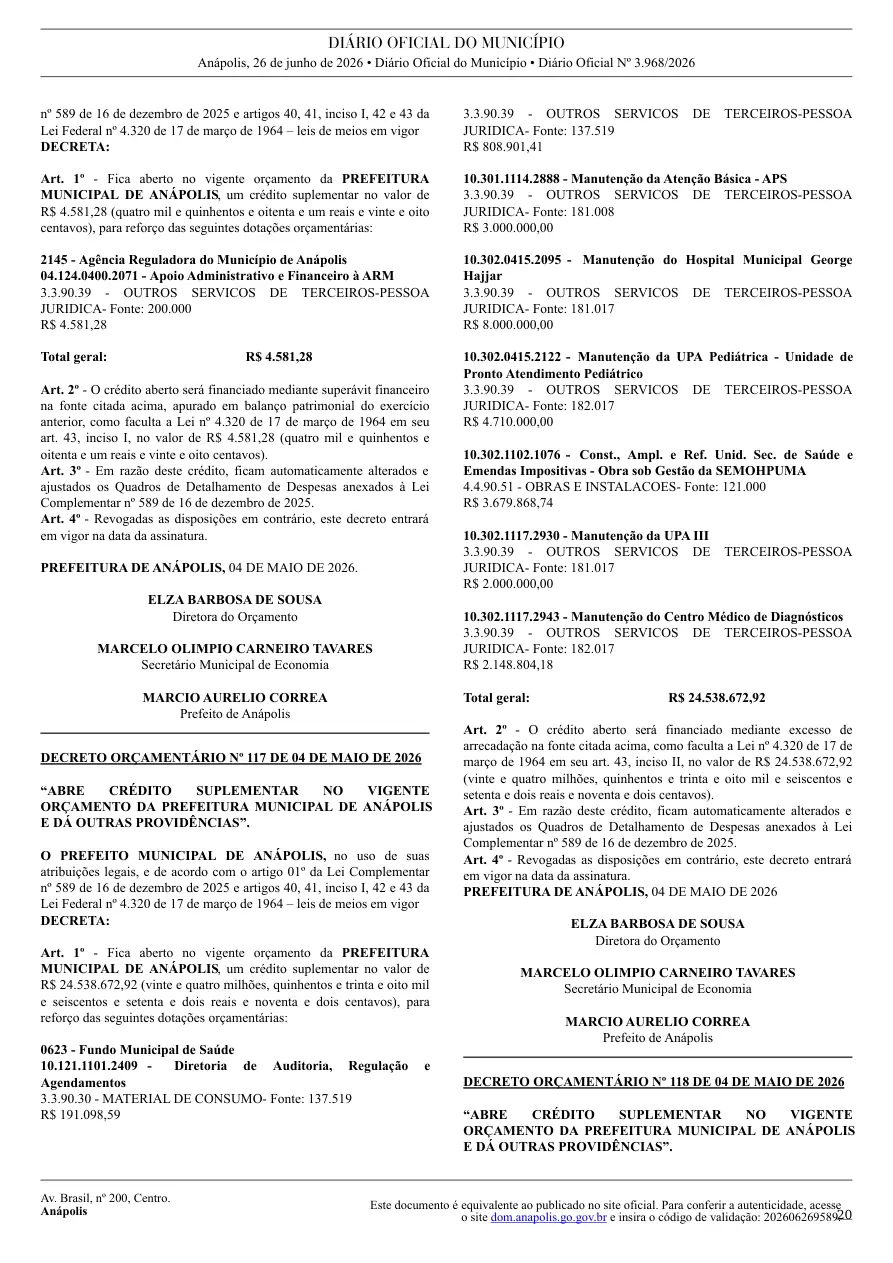 DIÁRIO OFICIAL DO MUNICÍPIO
Anápolis, 26 de junho de 2026 • Diário Oficial do Município • Diário Oficial Nº 3.968/2026
nº 589 de 16 de dezembro de 2025 e artigos 40, 41, inciso I, 42 e 43 da
Lei Federal nº 4.320 de 17 de março de 1964 – leis de meios em vigor
DECRETA:
Art. 1º - Fica aberto no vigente orçamento da PREFEITURA
MUNICIPAL DE ANÁPOLIS, um crédito suplementar no valor de
R$ 4.581,28 (quatro mil e quinhentos e oitenta e um reais e vinte e oito
centavos), para reforço das seguintes dotações orçamentárias:
2145 - Agência Reguladora do Município de Anápolis
04.124.0400.2071 - Apoio Administrativo e Financeiro à ARM
3.3.90.39 - OUTROS SERVICOS DE TERCEIROS-PESSOA
JURIDICA- Fonte: 200.000
R$ 4.581,28
Total geral: R$ 4.581,28
Art. 2º - O crédito aberto será financiado mediante superávit financeiro
na fonte citada acima, apurado em balanço patrimonial do exercício
anterior, como faculta a Lei nº 4.320 de 17 de março de 1964 em seu
art. 43, inciso I, no valor de R$ 4.581,28 (quatro mil e quinhentos e
oitenta e um reais e vinte e oito centavos).
Art. 3º - Em razão deste crédito, ficam automaticamente alterados e
ajustados os Quadros de Detalhamento de Despesas anexados à Lei
Complementar nº 589 de 16 de dezembro de 2025.
Art. 4º - Revogadas as disposições em contrário, este decreto entrará
em vigor na data da assinatura.
PREFEITURA DE ANÁPOLIS, 04 DE MAIO DE 2026.
ELZA BARBOSA DE SOUSA
Diretora do Orçamento
MARCELO OLIMPIO CARNEIRO TAVARES
Secretário Municipal de Economia
MARCIO AURELIO CORREA
Prefeito de Anápolis
DECRETO ORÇAMENTÁRIO Nº 117 DE 04 DE MAIO DE 2026
“ABRE CRÉDITO SUPLEMENTAR NO VIGENTE
ORÇAMENTO DA PREFEITURA MUNICIPAL DE ANÁPOLIS
E DÁ OUTRAS PROVIDÊNCIAS”.
O PREFEITO MUNICIPAL DE ANÁPOLIS, no uso de suas
atribuições legais, e de acordo com o artigo 01º da Lei Complementar
nº 589 de 16 de dezembro de 2025 e artigos 40, 41, inciso I, 42 e 43 da
Lei Federal nº 4.320 de 17 de março de 1964 – leis de meios em vigor
DECRETA:
Art. 1º - Fica aberto no vigente orçamento da PREFEITURA
MUNICIPAL DE ANÁPOLIS, um crédito suplementar no valor de
R$ 24.538.672,92 (vinte e quatro milhões, quinhentos e trinta e oito mil
e seiscentos e setenta e dois reais e noventa e dois centavos), para
reforço das seguintes dotações orçamentárias:
0623 - Fundo Municipal de Saúde
10.121.1101.2409 - Diretoria de Auditoria, Regulação e
Agendamentos
3.3.90.30 - MATERIAL DE CONSUMO- Fonte: 137.519
R$ 191.098,59
3.3.90.39 - OUTROS SERVICOS DE TERCEIROS-PESSOA
JURIDICA- Fonte: 137.519
R$ 808.901,41
10.301.1114.2888 - Manutenção da Atenção Básica - APS
3.3.90.39 - OUTROS SERVICOS DE TERCEIROS-PESSOA
JURIDICA- Fonte: 181.008
R$ 3.000.000,00
10.302.0415.2095 - Manutenção do Hospital Municipal George
Hajjar
3.3.90.39 - OUTROS SERVICOS DE TERCEIROS-PESSOA
JURIDICA- Fonte: 181.017
R$ 8.000.000,00
10.302.0415.2122 - Manutenção da UPA Pediátrica - Unidade de
Pronto Atendimento Pediátrico
3.3.90.39 - OUTROS SERVICOS DE TERCEIROS-PESSOA
JURIDICA- Fonte: 182.017
R$ 4.710.000,00
10.302.1102.1076 - Const., Ampl. e Ref. Unid. Sec. de Saúde e
Emendas Impositivas - Obra sob Gestão da SEMOHPUMA
4.4.90.51 - OBRAS E INSTALACOES- Fonte: 121.000
R$ 3.679.868,74
10.302.1117.2930 - Manutenção da UPA III
3.3.90.39 - OUTROS SERVICOS DE TERCEIROS-PESSOA
JURIDICA- Fonte: 181.017
R$ 2.000.000,00
10.302.1117.2943 - Manutenção do Centro Médico de Diagnósticos
3.3.90.39 - OUTROS SERVICOS DE TERCEIROS-PESSOA
JURIDICA- Fonte: 182.017
R$ 2.148.804,18
Total geral: R$ 24.538.672,92
Art. 2º - O crédito aberto será financiado mediante excesso de
arrecadação na fonte citada acima, como faculta a Lei nº 4.320 de 17 de
março de 1964 em seu art. 43, inciso II, no valor de R$ 24.538.672,92
(vinte e quatro milhões, quinhentos e trinta e oito mil e seiscentos e
setenta e dois reais e noventa e dois centavos).
Art. 3º - Em razão deste crédito, ficam automaticamente alterados e
ajustados os Quadros de Detalhamento de Despesas anexados à Lei
Complementar nº 589 de 16 de dezembro de 2025.
Art. 4º - Revogadas as disposições em contrário, este decreto entrará
em vigor na data da assinatura.
PREFEITURA DE ANÁPOLIS, 04 DE MAIO DE 2026
ELZA BARBOSA DE SOUSA
Diretora do Orçamento
MARCELO OLIMPIO CARNEIRO TAVARES
Secretário Municipal de Economia
MARCIO AURELIO CORREA
Prefeito de Anápolis
DECRETO ORÇAMENTÁRIO Nº 118 DE 04 DE MAIO DE 2026
“ABRE CRÉDITO SUPLEMENTAR NO VIGENTE
ORÇAMENTO DA PREFEITURA MUNICIPAL DE ANÁPOLIS
E DÁ OUTRAS PROVIDÊNCIAS”.
Av. Brasil, nº 200, Centro.
Anápolis
Este documento é equivalente ao publicado no site oficial. Para conferir a autenticidade, acesse
o site dom.anapolis.go.gov.br e insira o código de validação:
20